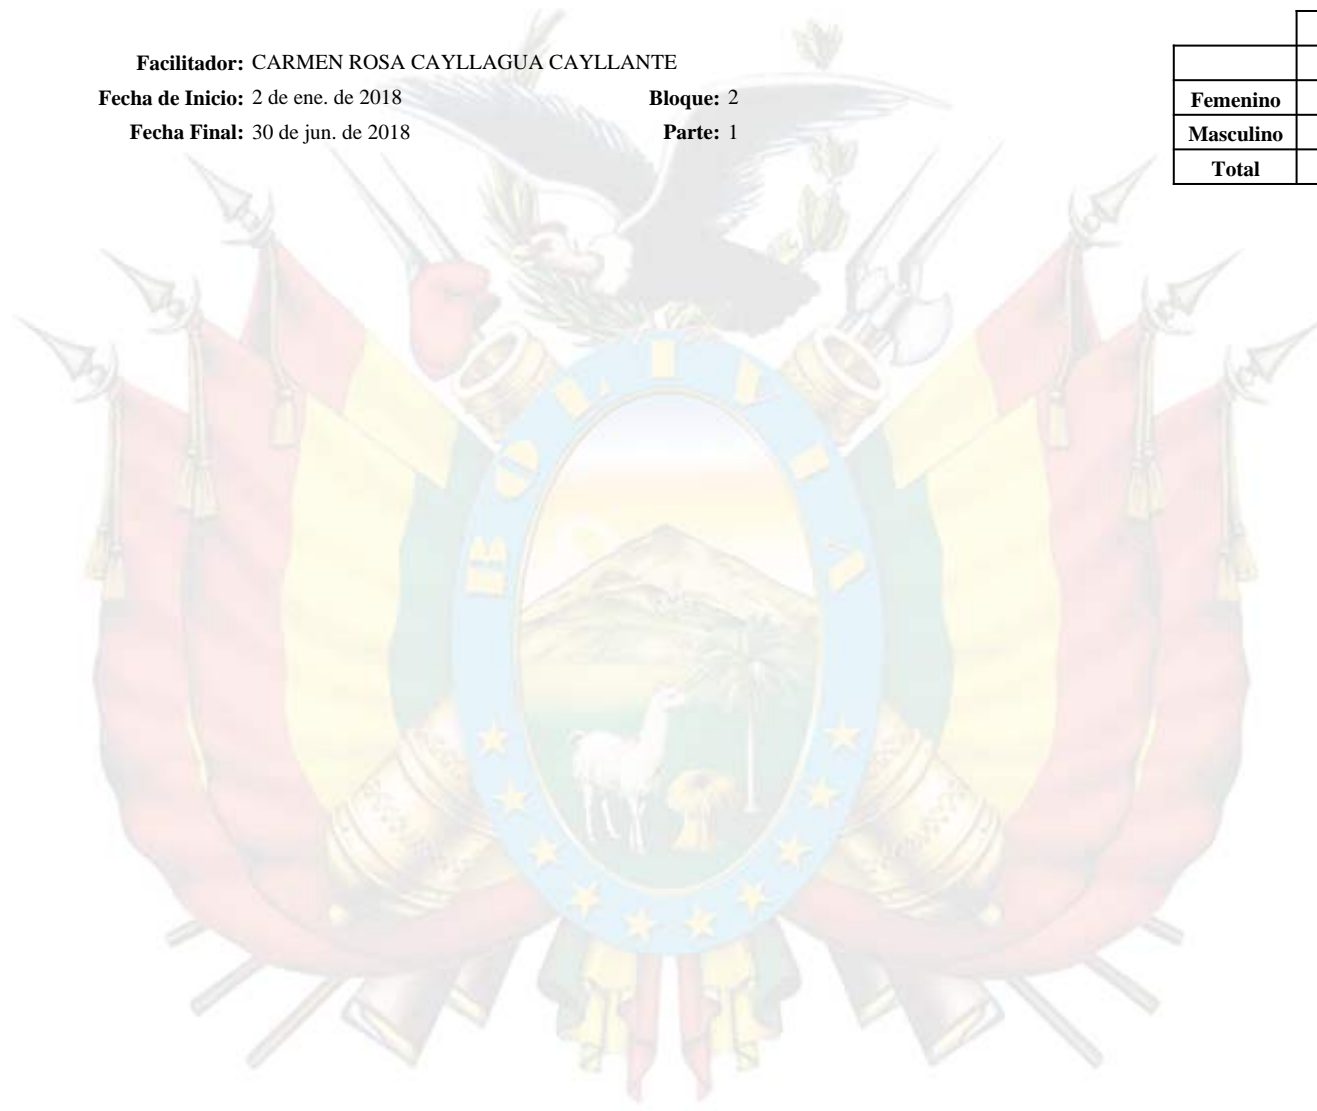 Facilitador: CARMEN ROSA CAYLLAGUA CAYLLANTE
Fecha de Inicio: 2 de ene. de 2018 Bloque: 2
Fecha Final: 30 de jun. de 2018 Parte: 1
Femenino
Masculino
Total
BOLIVIA